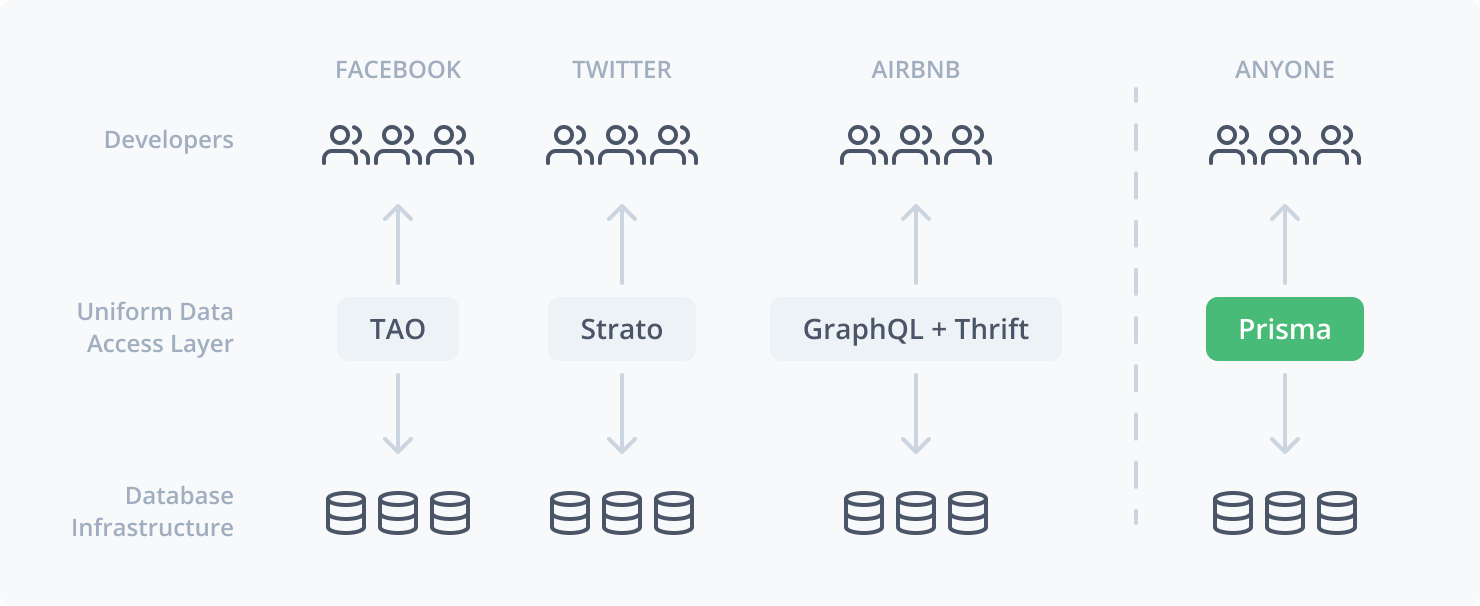 FACEBOOK
TWITTER
AIRBNB
ANYONE
Developers
Uniform Data
Access Layer
TAO
Strato
GraphQL + Thrift
Prisma
Database
Infrastructure